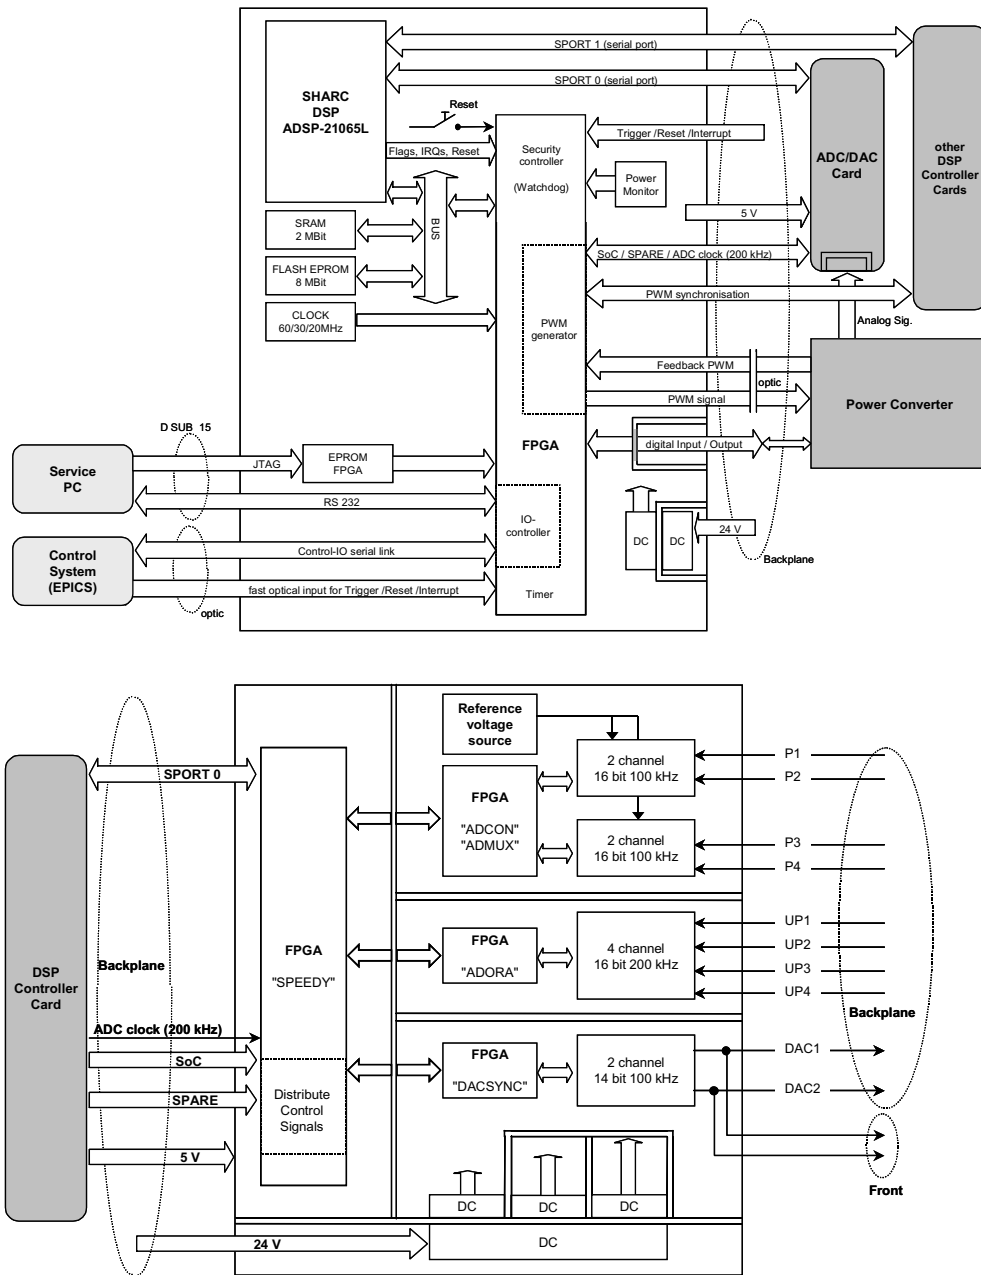 SPORT 1 (serial port)
SPORT 0 (serial port)
SHARC
DSP
ADSP-21065L
Reset
Flags, IRQs, Reset
Security
controller
(Watchdog)
Trigger /Reset /Interrupt
Power
Monitor
5 V
ADC/DAC
Card
other
DSP
Controller
Cards
SRAM
2 MBit
BUS
FLASH EPROM
8 MBit
CLOCK
60/30/20MHz
SoC / SPARE / ADC clock (200 kHz)
PWM synchronisation
PWM
generator
Analog Sig.
Feedback PWM
optic
PWM signal
Power Converter
FPGA
digital Input / Output
D SUB 15
Service
PC
JTAG
EPROM
FPGA
RS 232
IO-
controller
DC
DC
24 V
Backplane
Control
System
(EPICS)
Control-IO serial link
fast optical input for Trigger /Reset /Interrupt
optic
Timer
Reference
voltage
source
2 channel
16 bit 100 kHz
P1
P2
SPORT 0
FPGA
"ADCON"
"ADMUX"
2 channel
16 bit 100 kHz
P3
P4
DSP
Controller
Card
Backplane
FPGA
"SPEEDY"
FPGA
"ADORA"
4 channel
16 bit 200 kHz
UP1
UP2
UP3
UP4
Backplane
ADC clock (200 kHz)
SoC
SPARE
5 V
Distribute
Control
Signals
FPGA
"DACSYNC"
2 channel
14 bit 100 kHz
DAC1
DAC2
Front
DC
DC
DC
24 V
DC